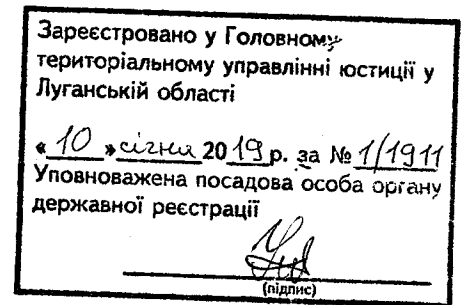 Зареєстровано у Головному
територіальному управлінні юстиції у
Луганській області
« 10 » січня 2019 р. за № 1/1911
Уповноважена посадова особа органу
державної реєстрації
(підпис)